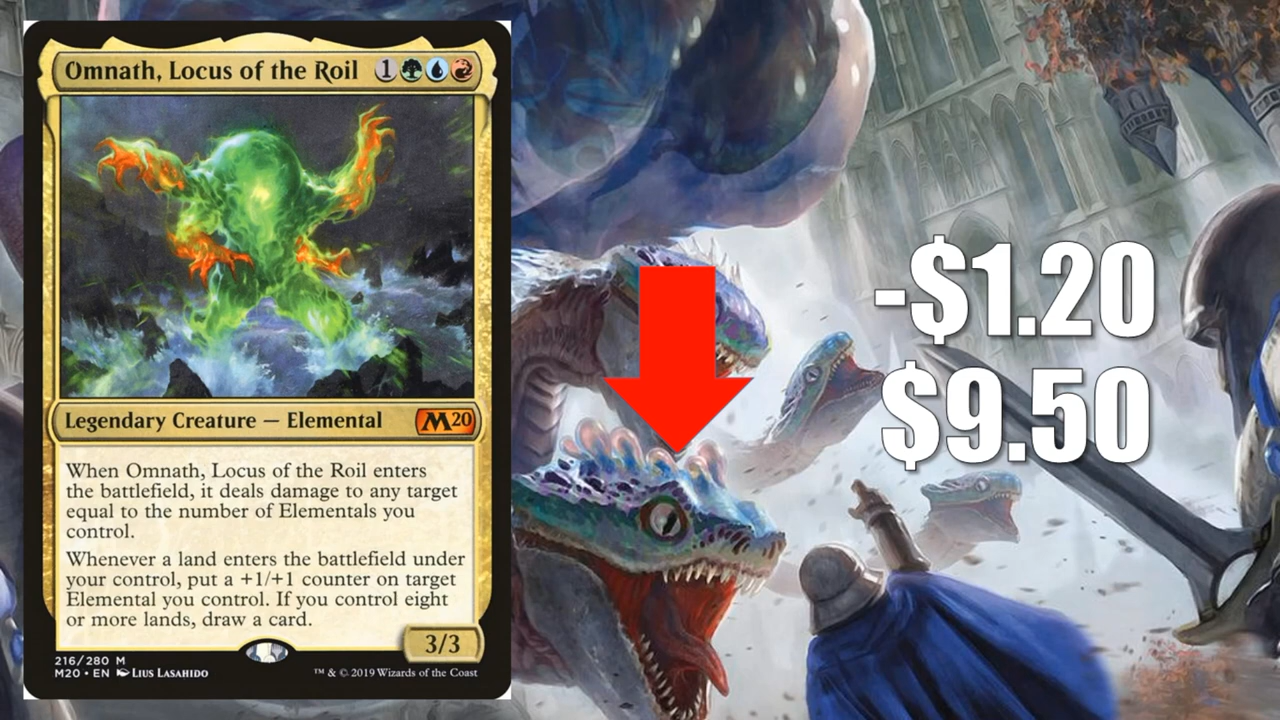 Omnath, Locus of the Roil 1
Legendary Creature — Elemental M20
When Omnath, Locus of the Roil enters
the battlefield, it deals damage to any target
equal to the number of Elementals you
control.
Whenever a land enters the battlefield under
your control, put a +1/+1 counter on target
Elemental you control. If you control eight
or more lands, draw a card.
3/3
216/280 M
M20 • EN Lius Lasahido
™ & © 2019 Wizards of the Coast
-$1.20
$9.50